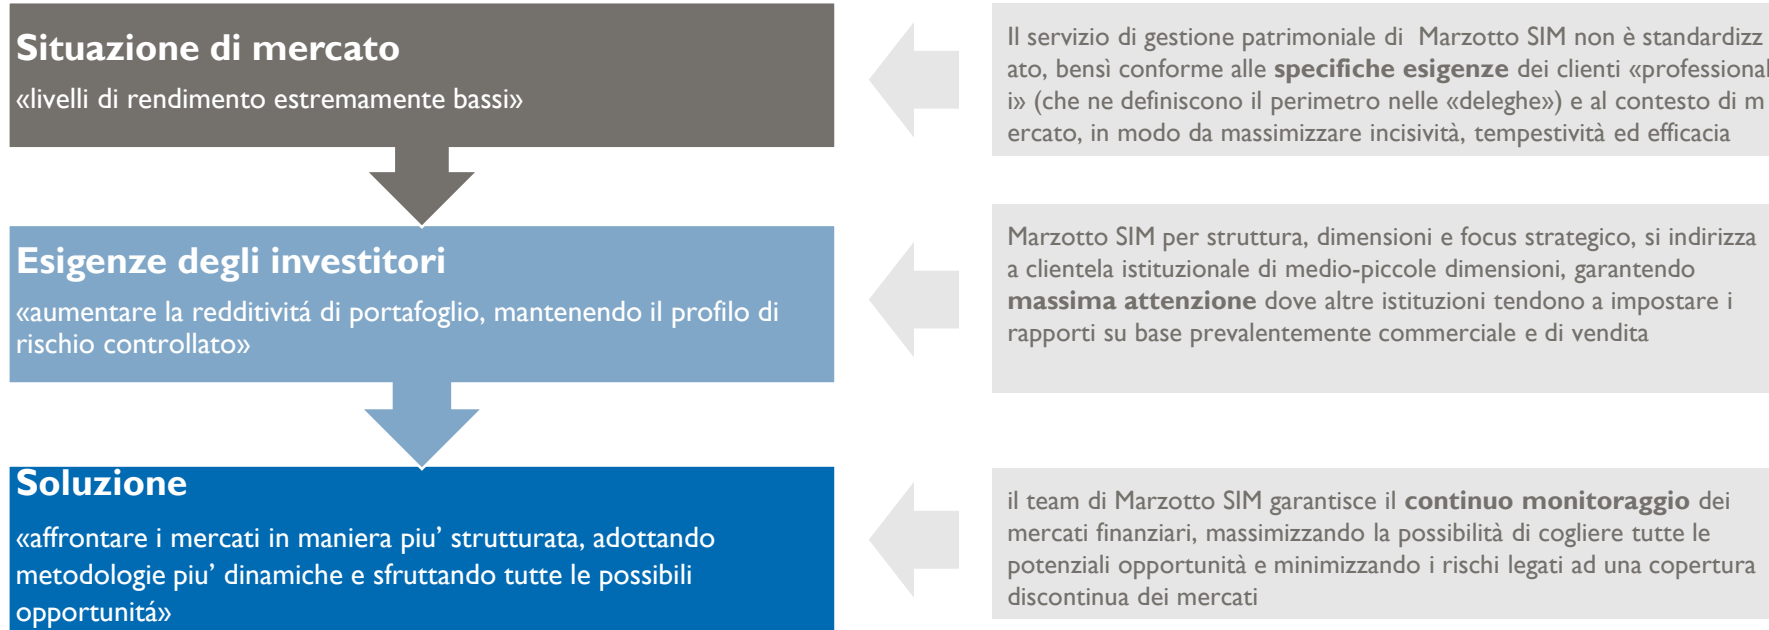 Situazione di mercato
«livelli di rendimento estremamente bassi»
Il servizio di gestione patrimoniale di Marzotto SIM non è standardizz
ato, bensì conforme alle specifiche esigenze dei clienti «professional
i» (che ne definiscono il perimetro nelle «deleghe») e al contesto di m
ercato, in modo da massimizzare incisività, tempestività ed efficacia
Esigenze degli investitori
«aumentare la redditivitá di portafoglio, mantenendo il profilo di
rischio controllato»
Marzotto SIM per struttura, dimensioni e focus strategico, si indirizza
a clientela istituzionale di medio-piccole dimensioni, garantendo
massima attenzione dove altre istituzioni tendono a impostare i
rapporti su base prevalentemente commerciale e di vendita
Soluzione
«affrontare i mercati in maniera piu’ strutturata, adottando
metodologie piu’ dinamiche e sfruttando tutte le possibili
opportunitá»
il team di Marzotto SIM garantisce il continuo monitoraggio dei
mercati finanziari, massimizzando la possibilità di cogliere tutte le
potenziali opportunità e minimizzando i rischi legati ad una copertura
discontinua dei mercati